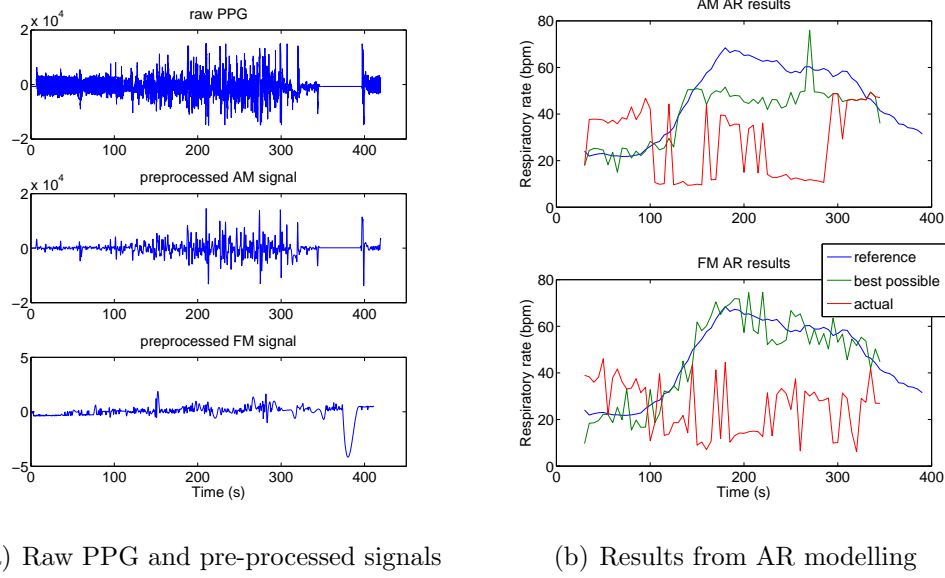 raw PPG
x 10^4
2
0
−2
0 100 200 300 400
preprocessed AM signal
x 10^4
2
0
−2
0 100 200 300 400
preprocessed FM signal
5
0
−5
0 100 200 300 400
Time (s)
) Raw PPG and pre-processed signals
AM AR results
Respiratory rate (bpm)
80
60
40
20
0
0 100 200 300 400
FM AR results
reference
best possible
actual
Respiratory rate (bpm)
80
60
40
20
0
0 100 200 300 400
Time (s)
(b) Results from AR modelling